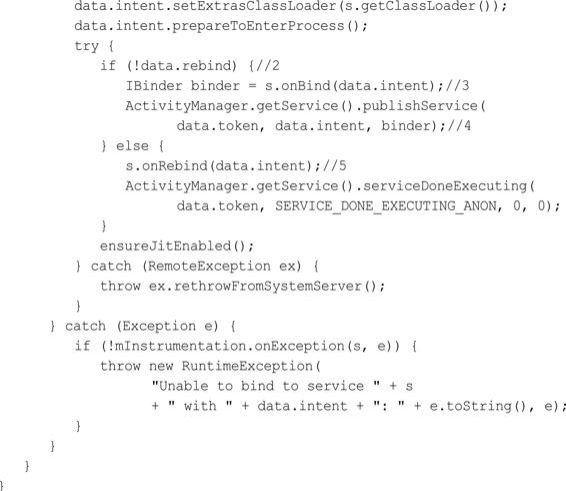 data.intent.setExtrasClassLoader(s.getClassLoader());
data.intent.prepareToEnterProcess();
try {
if (!data.rebind) {//2
IBinder binder = s.onBind(data.intent);//3
ActivityManager.getService().publishService(
data.token, data.intent, binder);//4
} else {
s.onRebind(data.intent);//5
ActivityManager.getService().serviceDoneExecuting(
data.token, SERVICE_DONE_EXECUTING_ANON, 0, 0);
}
ensureJitEnabled();
} catch (RemoteException ex) {
throw ex.rethrowFromSystemServer();
}
} catch (Exception e) {
if (!mInstrumentation.onException(s, e)) {
throw new RuntimeException(
"Unable to bind to service " + s
+ " with " + data.intent + ": " + e.toString(), e);
}
}
}
}